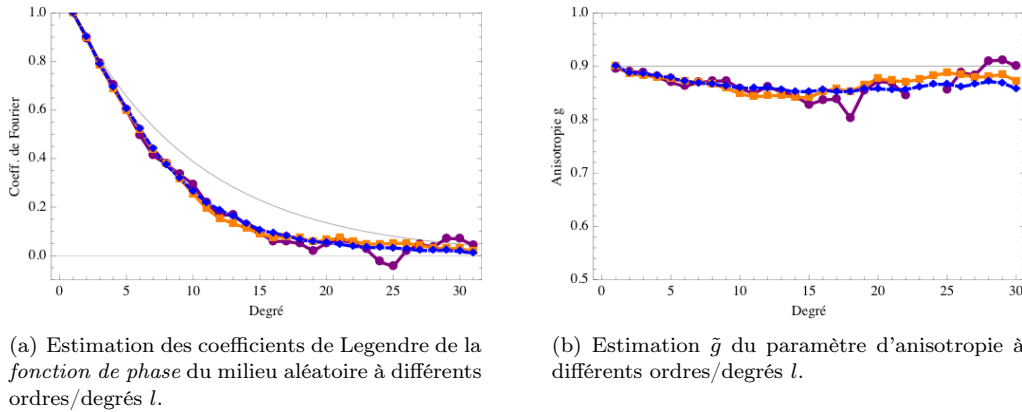 1.0
0.8
0.6
0.4
0.2
0.0
Coeff. de Fourier
0
5
10
15
20
25
30
Degré
1.0
0.9
0.8
0.7
0.6
0.5
Anisotropie g
0
5
10
15
20
25
30
Degré
(a) Estimation des coefficients de Legendre de la
fonction de phase du milieu aléatoire à différents
ordres/degrés l.
(b) Estimation g̃ du paramètre d'anisotropie à
différents ordres/degrés l.